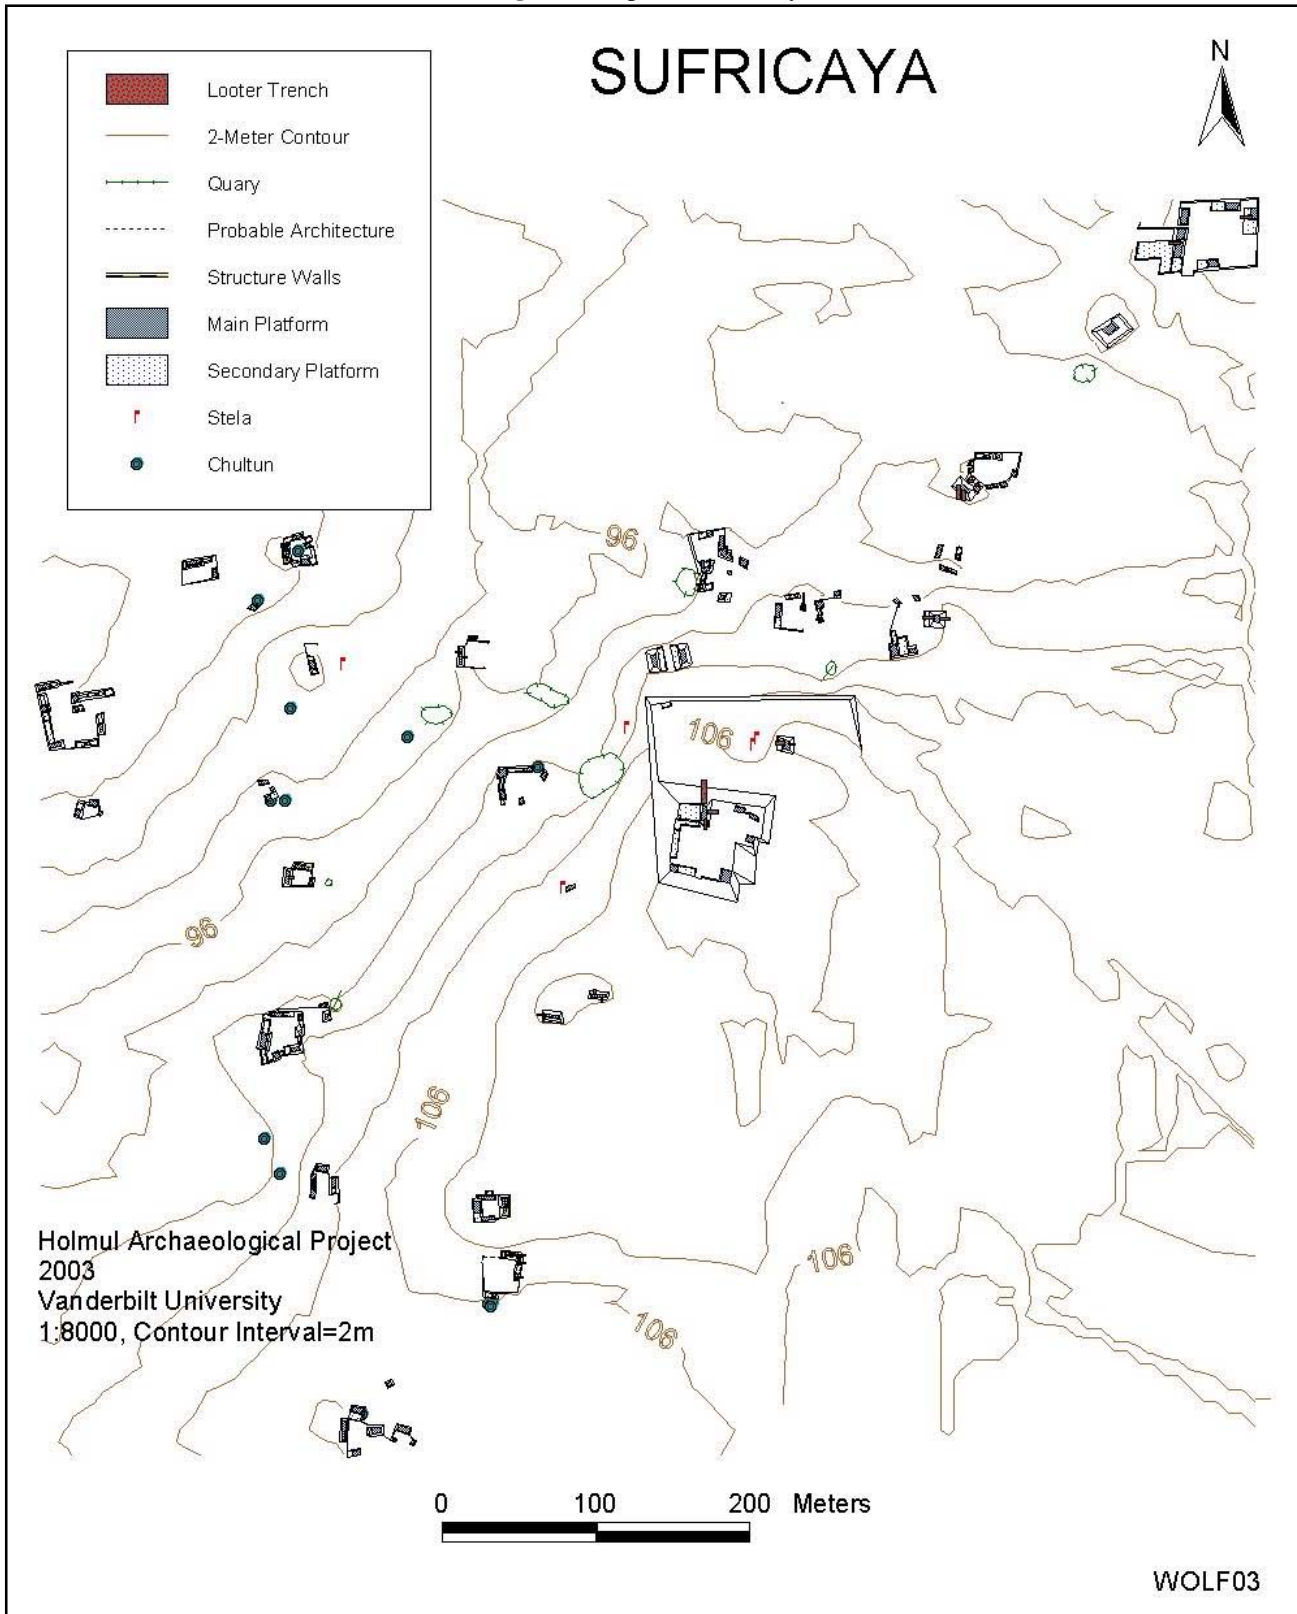 SUFRICAYA
N
Looter Trench
2-Meter Contour
Quary
Probable Architecture
Structure Walls
Main Platform
Secondary Platform
Stela
Chultun
96
106
96
106
106
106
Holmul Archaeological Project
2003
Vanderbilt University
1:8000, Contour Interval=2m
0 100 200 Meters
WOLF03